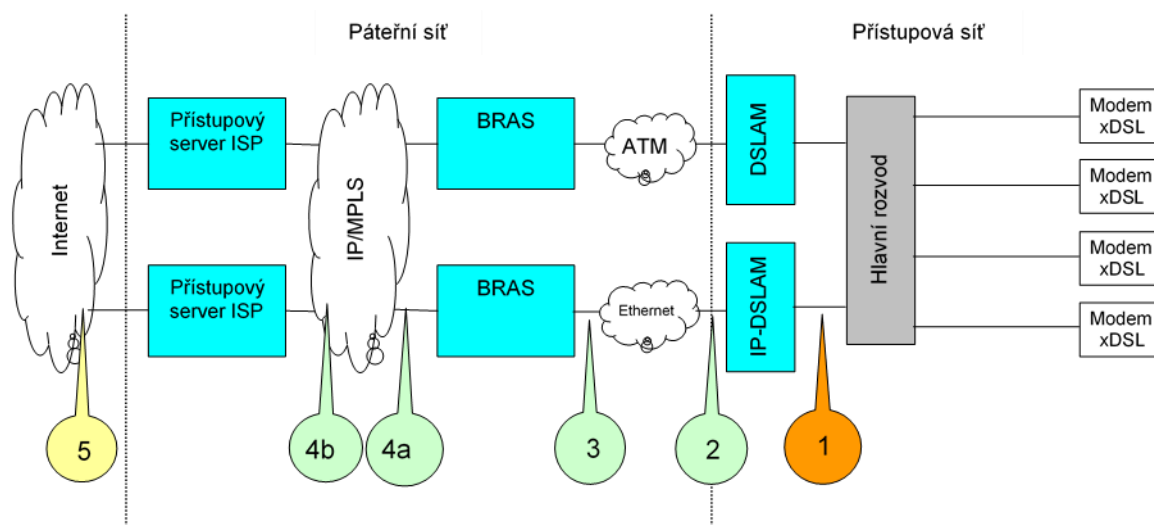 Páteřní síť
Přístupová síť
Internet
Přístupový
server ISP
IP/MPLS
BRAS
ATM
DSLAM
Hlavní rozvod
Modem
xDSL
Modem
xDSL
Přístupový
server ISP
BRAS
Ethernet
IP-DSLAM
Modem
xDSL
Modem
xDSL
5
4b
4a
3
2
1